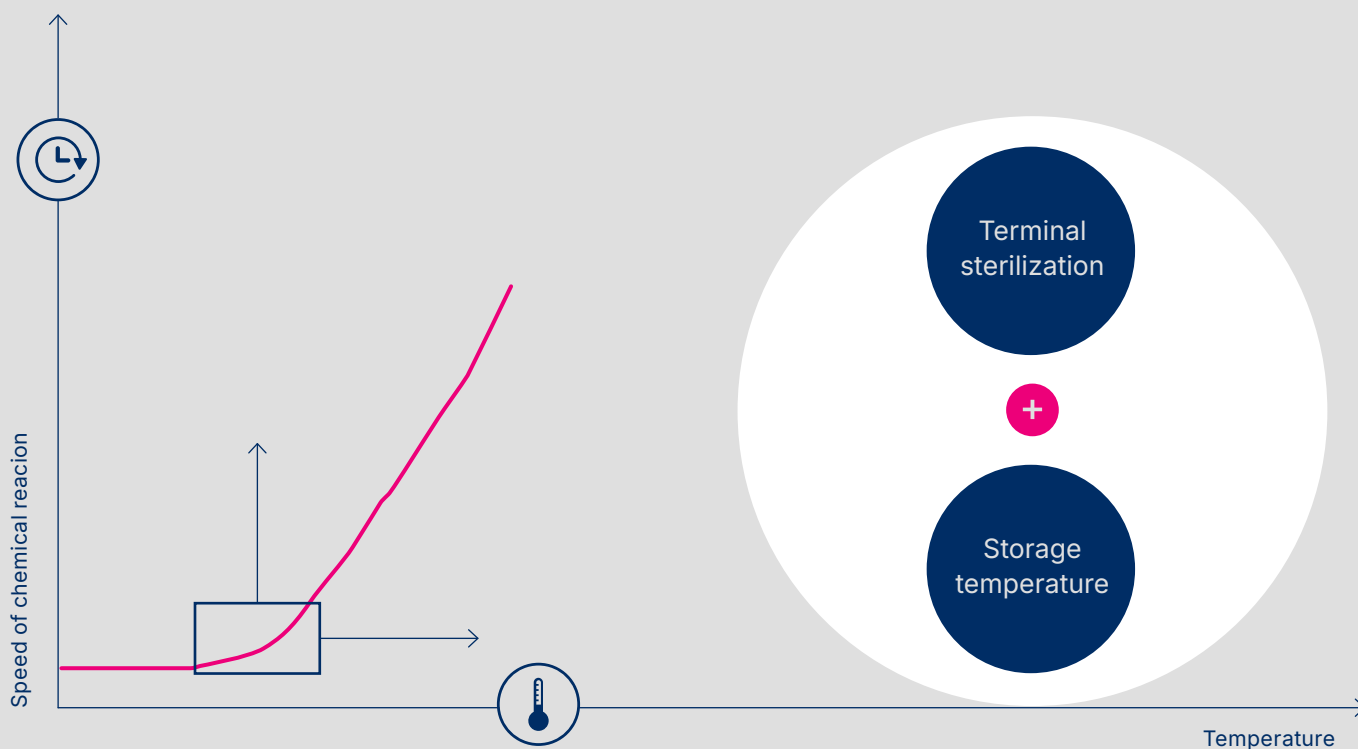 Speed of chemical reacion
Terminal
sterilization
+
Storage
temperature
Temperature